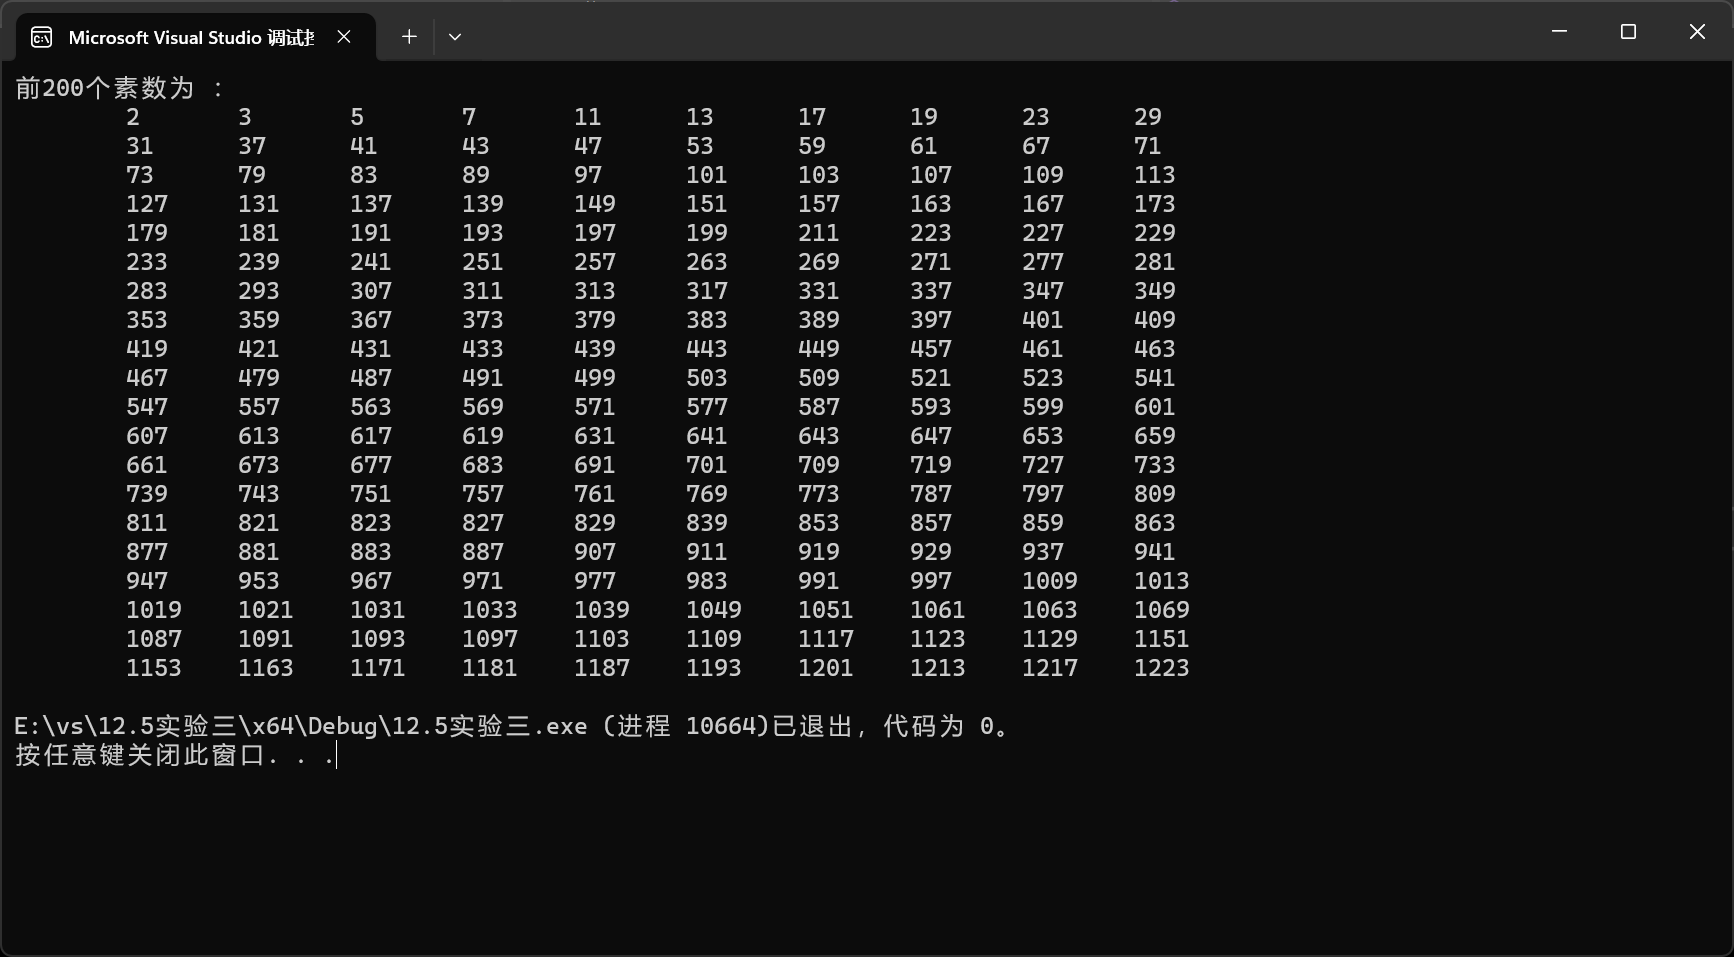 Microsoft Visual Studio 调试
前200个素数为 :
2 3 5 7 11 13 17 19 23 29
31 37 41 43 47 53 59 61 67 71
73 79 83 89 97 101 103 107 109 113
127 131 137 139 149 151 157 163 167 173
179 181 191 193 197 199 211 223 227 229
233 239 241 251 257 263 269 271 277 281
283 293 307 311 313 317 331 337 347 349
353 359 367 373 379 383 389 397 401 409
419 421 431 433 439 443 449 457 461 463
467 479 487 491 499 503 509 521 523 541
547 557 563 569 571 577 587 593 599 601
607 613 617 619 631 641 643 647 653 659
661 673 677 683 691 701 709 719 727 733
739 743 751 757 761 769 773 787 797 809
811 821 823 827 829 839 853 857 859 863
877 881 883 887 907 911 919 929 937 941
947 953 967 971 977 983 991 997 1009 1013
1019 1021 1031 1033 1039 1049 1051 1061 1063 1069
1087 1091 1093 1097 1103 1109 1117 1123 1129 1151
1153 1163 1171 1181 1187 1193 1201 1213 1217 1223
E:\vs\12.5实验三\x64\Debug\12.5实验三.exe (进程 10664)已退出，代码为 0。
按任意键关闭此窗口. . .